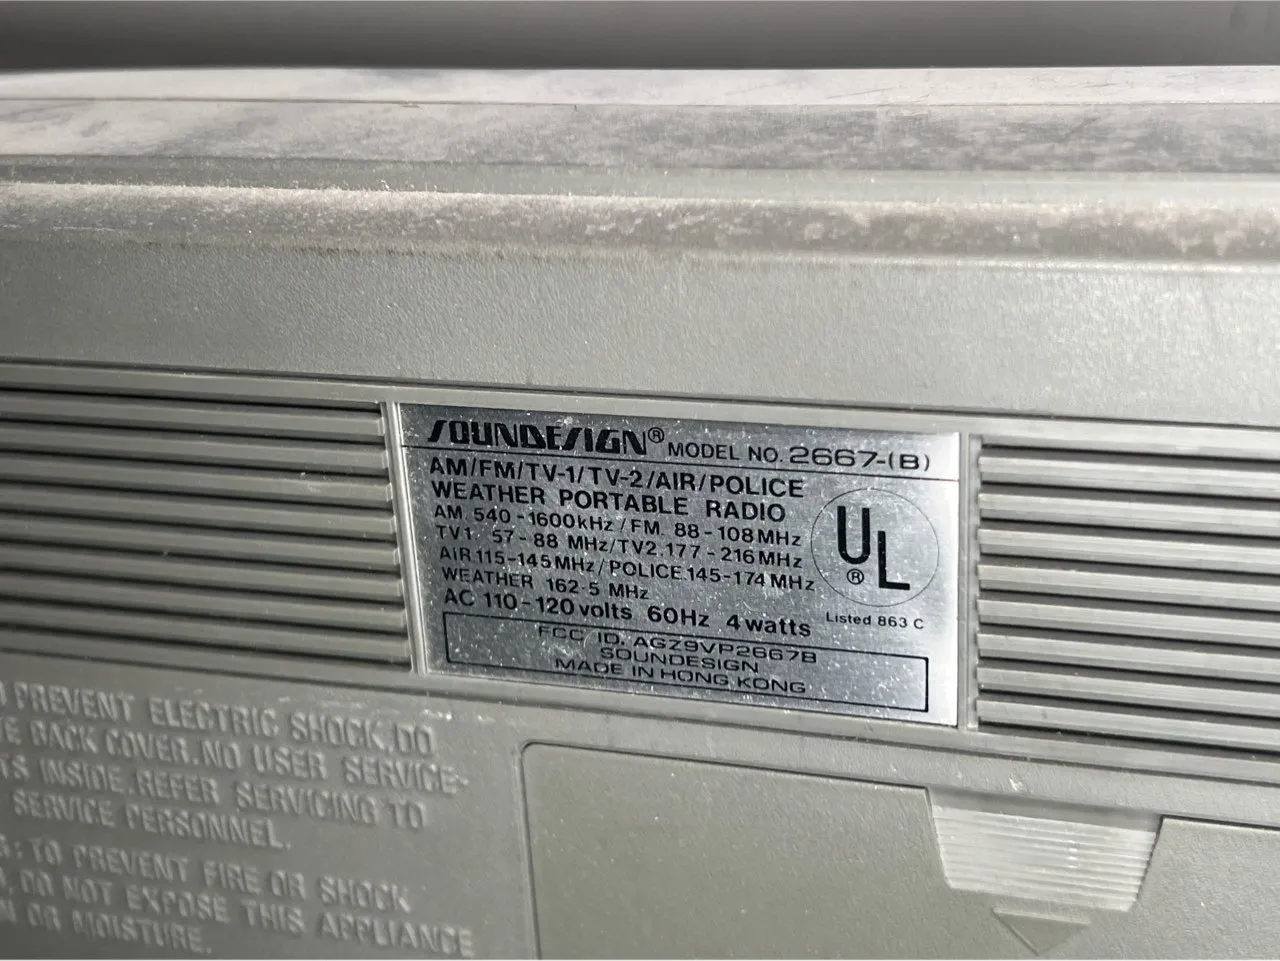 SOUNDESIGN® MODEL NO. 2667-(B)
AM/FM/TV-1/TV-2/AIR/POLICE
WEATHER PORTABLE RADIO
AM. 540-1600kHz/FM. 88-108MHz
TV1. 57-88 MHz/TV2.177-216MHz
AIR.115-145MHz/POLICE.145-174MHz
WEATHER 162.5 MHz
AC 110-120volts 60Hz 4watts
UL®
Listed 863 C
FCC ID. AGZ9VP2667B
SOUNDESIGN
MADE IN HONG KONG
PREVENT ELECTRIC SHOCK, DO
BACK COVER. NO USER SERVICE-
INSIDE. REFER SERVICING TO
SERVICE PERSONNEL.
: TO PREVENT FIRE OR SHOCK
DO NOT EXPOSE THIS APPLIANCE
OR MOISTURE.